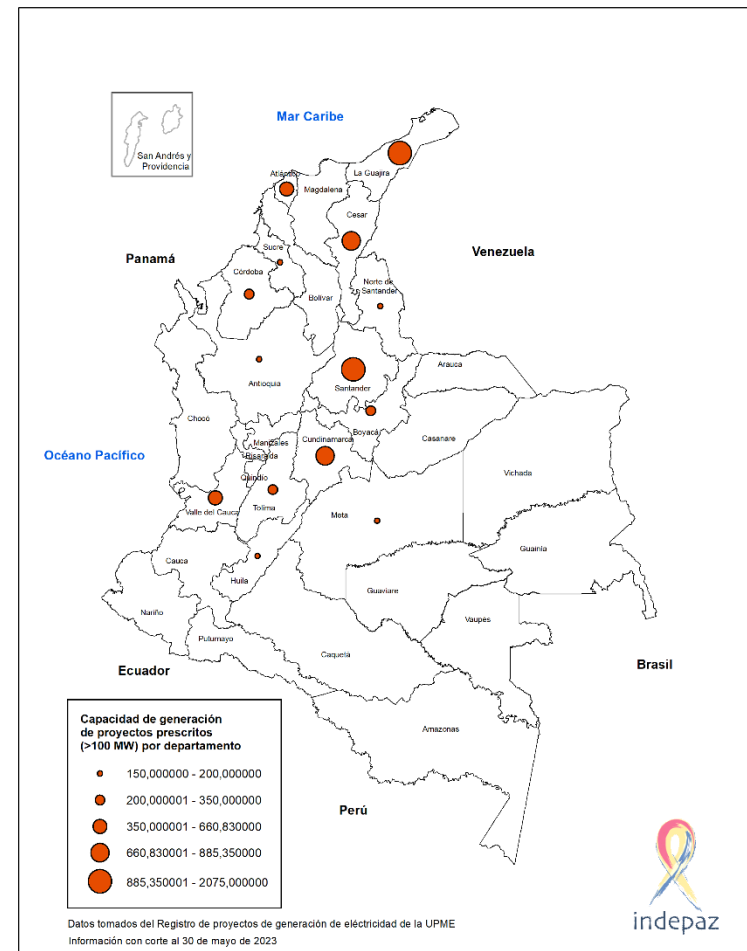 Mar Caribe
San Andrés y
Providencia
Atlántico
La Guajira
Magdalena
Cesar
Sucre
Panamá
Venezuela
Córdoba
Norte de
Santander
Bolívar
Antioquia
Santander
Arauca
Chocó
Boyacá
Cundinamarca
Manizales
Casanare
Océano Pacífico
Risaralda
Vichada
Quindío
Tolima
Valle del Cauca
Meta
Cauca
Guainía
Huila
Guaviare
Nariño
Vaupés
Putumayo
Caquetá
Ecuador
Brasil
Amazonas
Perú
Capacidad de generación
de proyectos prescritos
(>100 MW) por departamento
150,000000 - 200,000000
200,000001 - 350,000000
350,000001 - 660,830000
660,830001 - 885,350000
885,350001 - 2075,000000
indepaz
Datos tomados del Registro de proyectos de generación de eléctricidad de la UPME
Información con corte al 30 de mayo de 2023